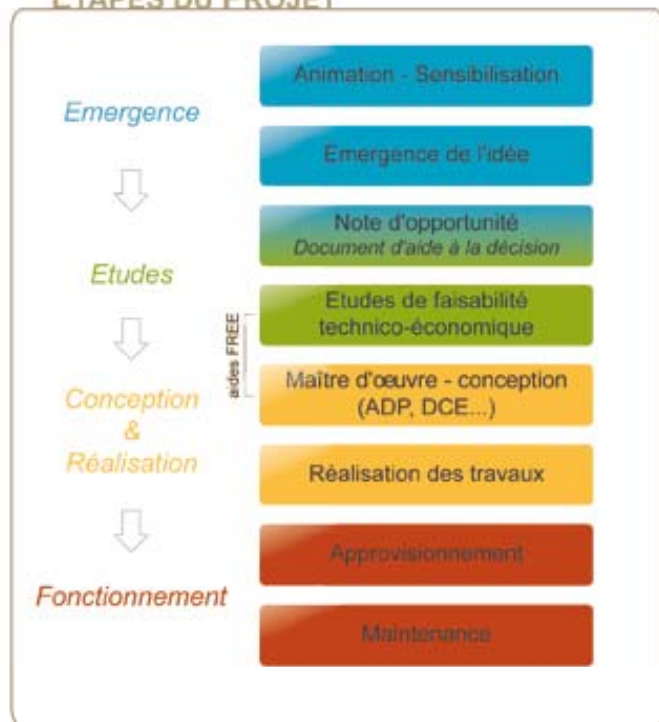 ETAPES DU PROJET
Animation - Sensibilisation
Emergence
Emergence de l'idée
Note d'opportunité
Document d'aide à la décision
Etudes
Etudes de faisabilité
technico-économique
aides FREE
Maître d'œuvre - conception
(ADP, DCE...)
Conception
&
Réalisation
Réalisation des travaux
Approvisionnement
Fonctionnement
Maintenance